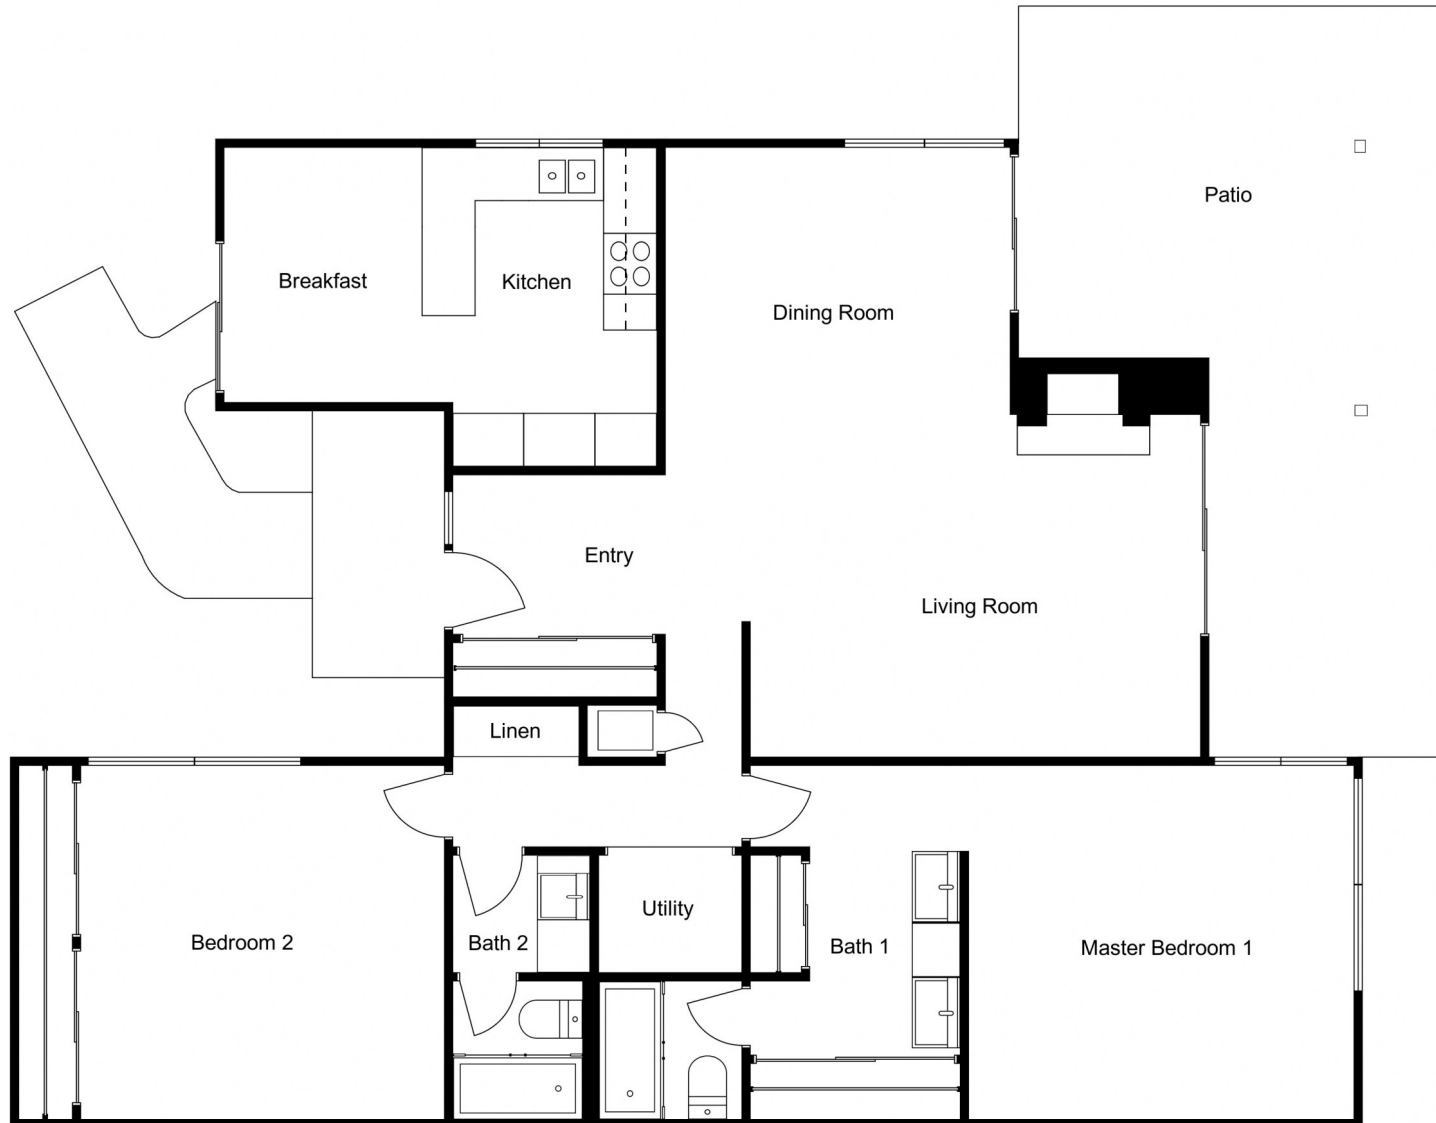 Patio
Breakfast
Kitchen
Dining Room
Entry
Living Room
Linen
Utility
Bedroom 2
Bath 2
Bath 1
Master Bedroom 1